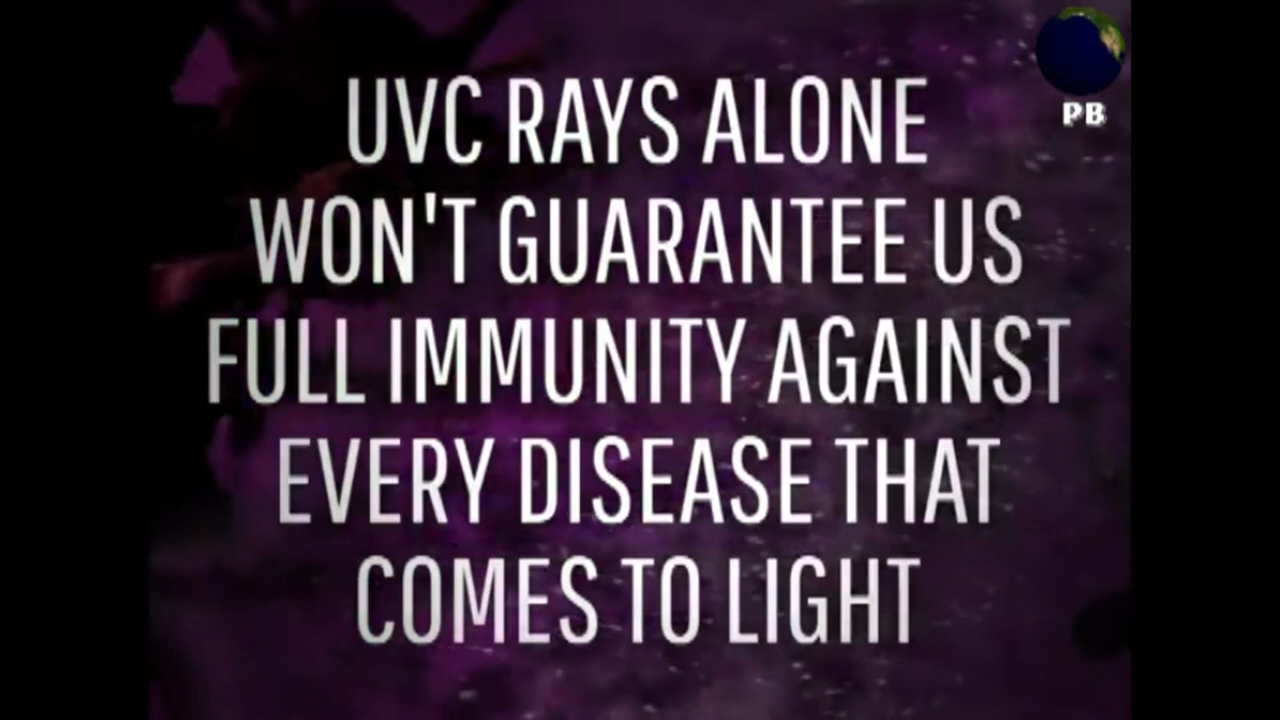 PB
UVC RAYS ALONE
WON'T GUARANTEE US
FULL IMMUNITY AGAINST
EVERY DISEASE THAT
COMES TO LIGHT